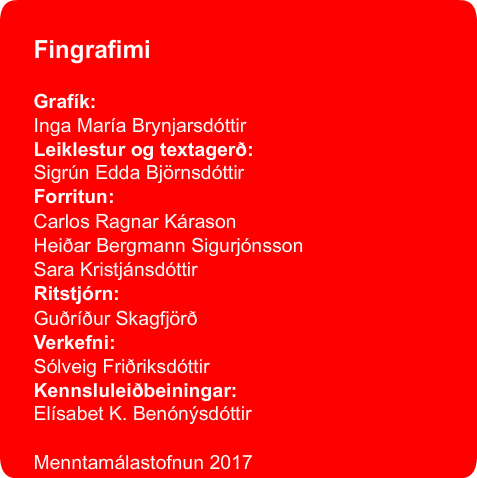 Fingrafimi
Grafík:
Inga María Brynjarsdóttir
Leiklestur og textagerð:
Sigrún Edda Björnsdóttir
Forritun:
Carlos Ragnar Kárason
Heiðar Bergmann Sigurjónsson
Sara Kristjánsdóttir
Ritstjórn:
Guðríður Skagfjörð
Verkefni:
Sólveig Friðriksdóttir
Kennsluleiðbeiningar:
Elísabet K. Benónýsdóttir
Menntamálastofnun 2017